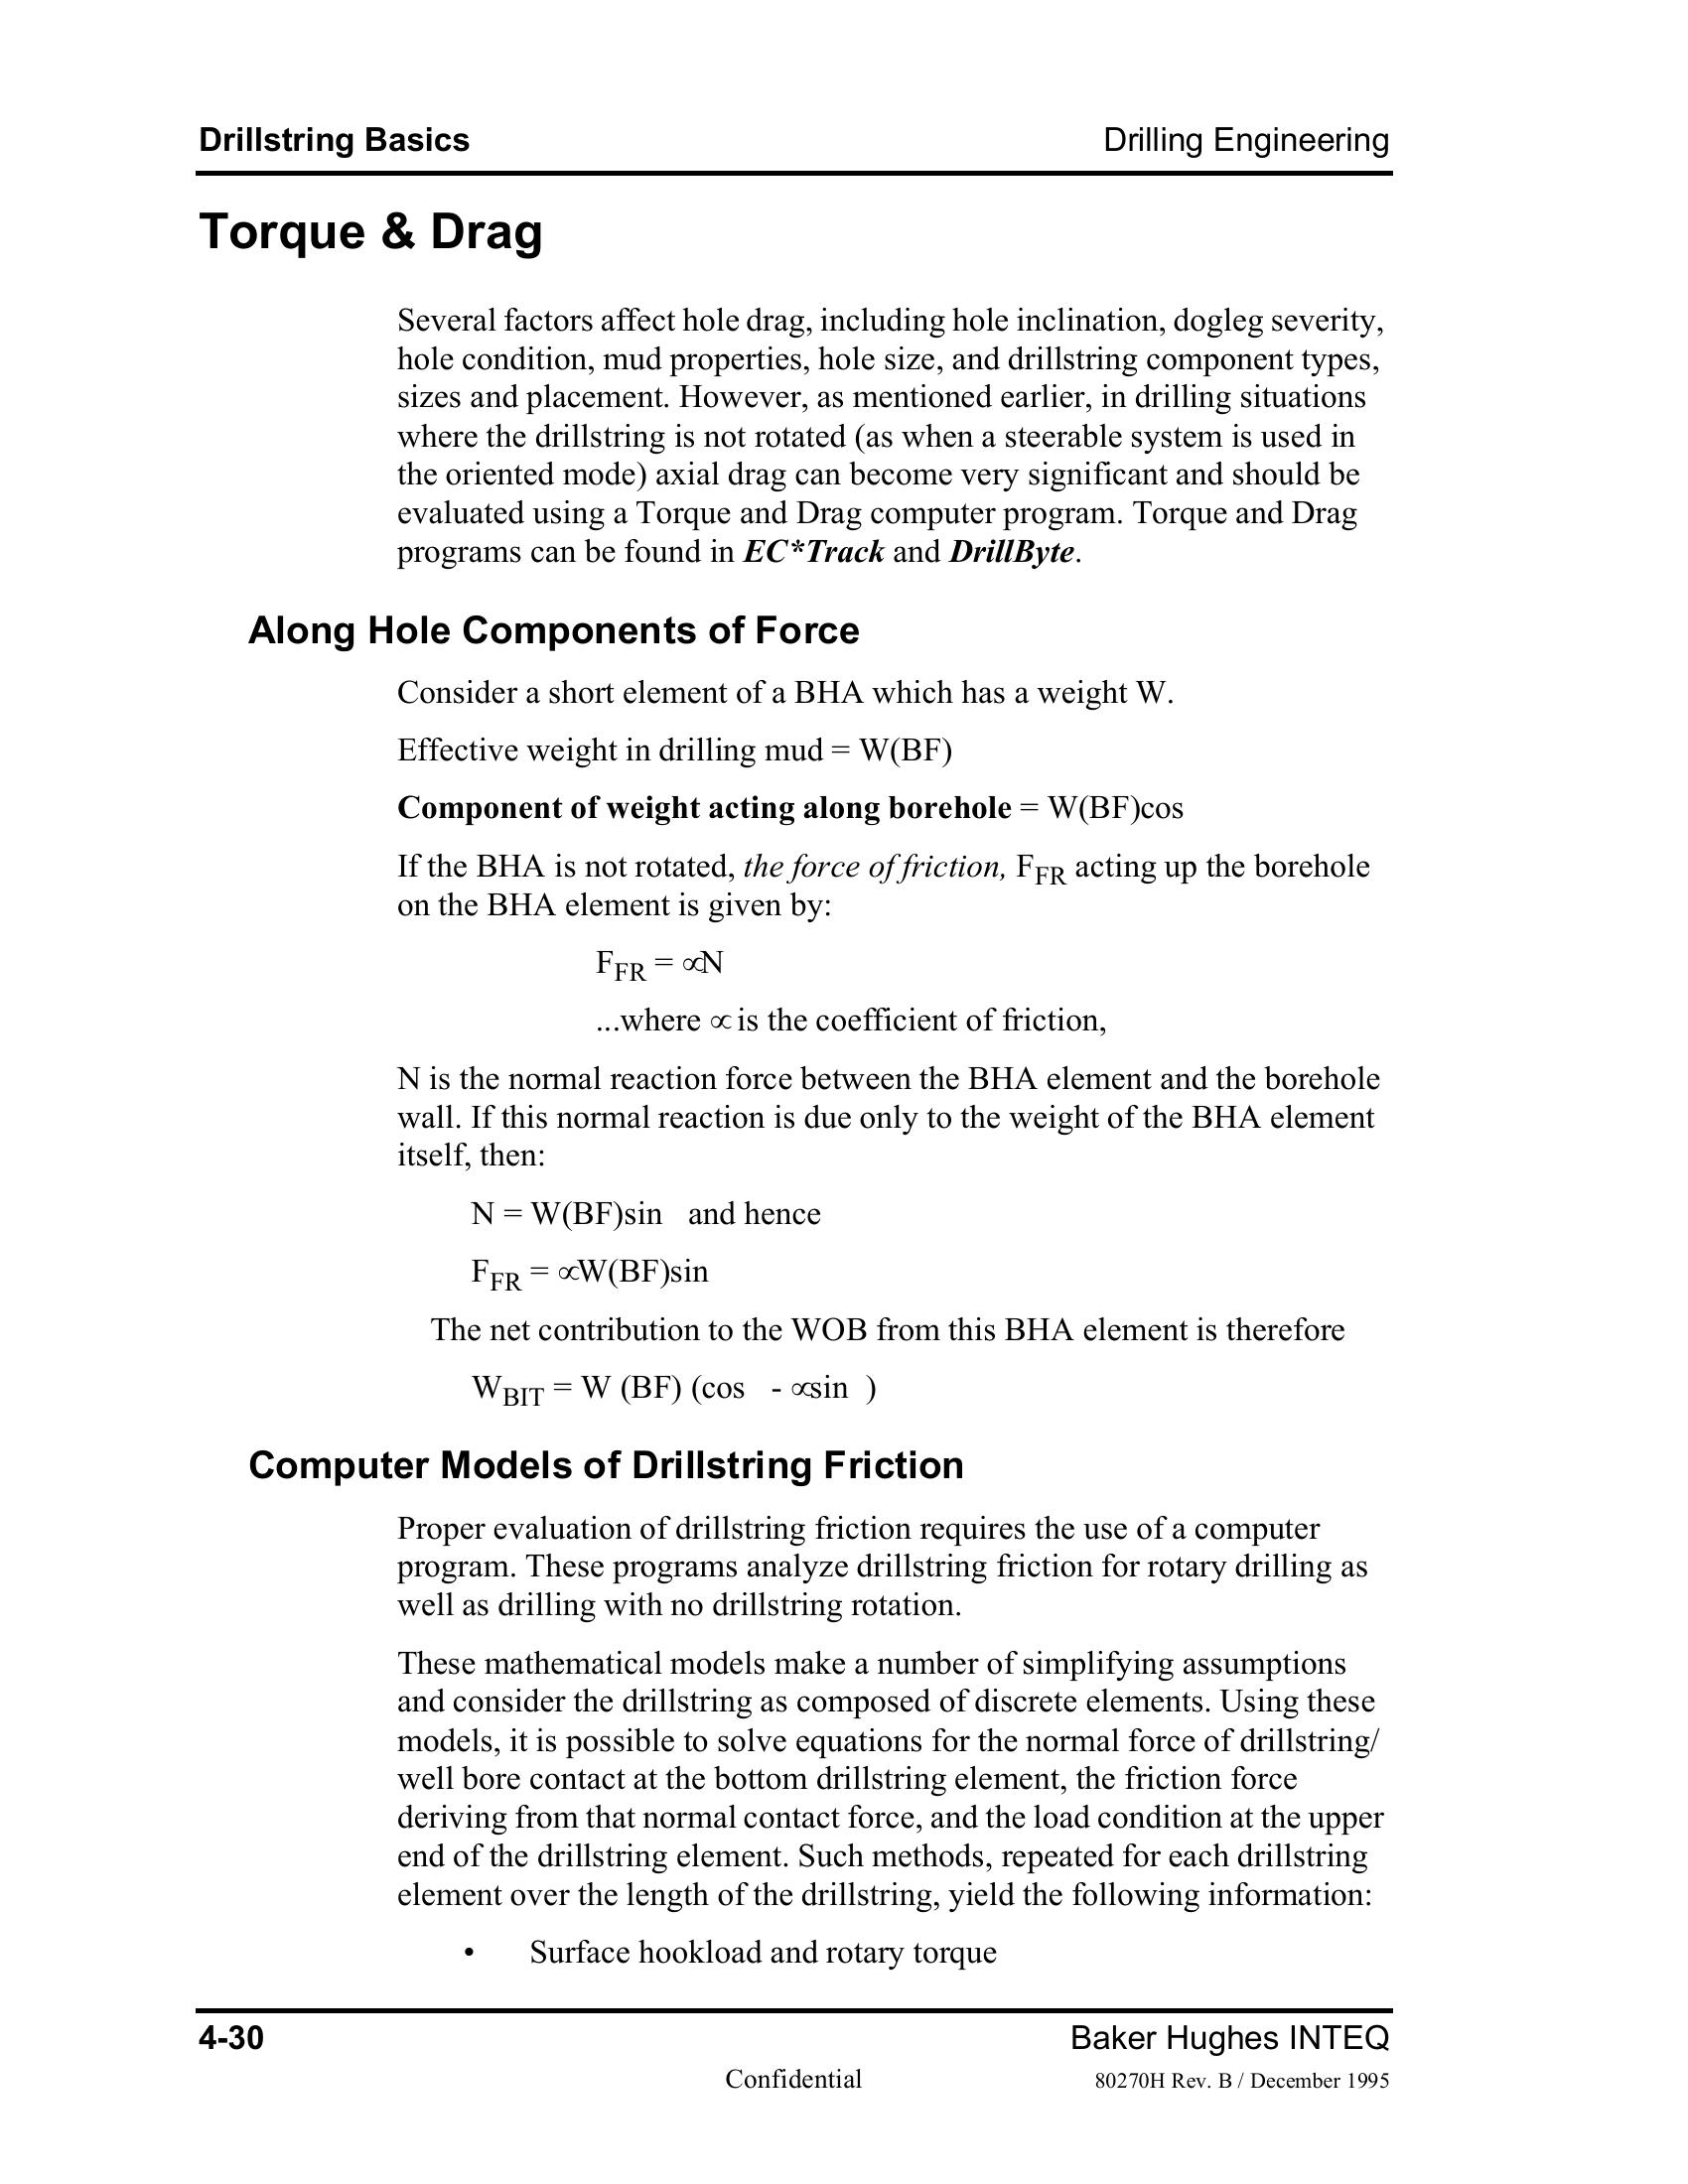 Drillstring Basics Drilling Engineering
Torque & Drag
Several factors affect hole drag, including hole inclination, dogleg severity,
hole condition, mud properties, hole size, and drillstring component types,
sizes and placement. However, as mentioned earlier, in drilling situations
where the drillstring is not rotated (as when a steerable system is used in
the oriented mode) axial drag can become very significant and should be
evaluated using a Torque and Drag computer program. Torque and Drag
programs can be found in EC*Track and DrillByte.
Along Hole Components of Force
Consider a short element of a BHA which has a weight W.
Effective weight in drilling mud = W(BF)
Component of weight acting along borehole = W(BF)cos
If the BHA is not rotated, the force of friction, FFR acting up the borehole
on the BHA element is given by:
FFR = ∝N
...where ∝ is the coefficient of friction,
N is the normal reaction force between the BHA element and the borehole
wall. If this normal reaction is due only to the weight of the BHA element
itself, then:
N = W(BF)sin and hence
FFR = ∝W(BF)sin
The net contribution to the WOB from this BHA element is therefore
WBIT = W (BF) (cos - ∝sin )
Computer Models of Drillstring Friction
Proper evaluation of drillstring friction requires the use of a computer
program. These programs analyze drillstring friction for rotary drilling as
well as drilling with no drillstring rotation.
These mathematical models make a number of simplifying assumptions
and consider the drillstring as composed of discrete elements. Using these
models, it is possible to solve equations for the normal force of drillstring/
well bore contact at the bottom drillstring element, the friction force
deriving from that normal contact force, and the load condition at the upper
end of the drillstring element. Such methods, repeated for each drillstring
element over the length of the drillstring, yield the following information:
• Surface hookload and rotary torque
4-30 Baker Hughes INTEQ
Confidential 80270H Rev. B / December 1995